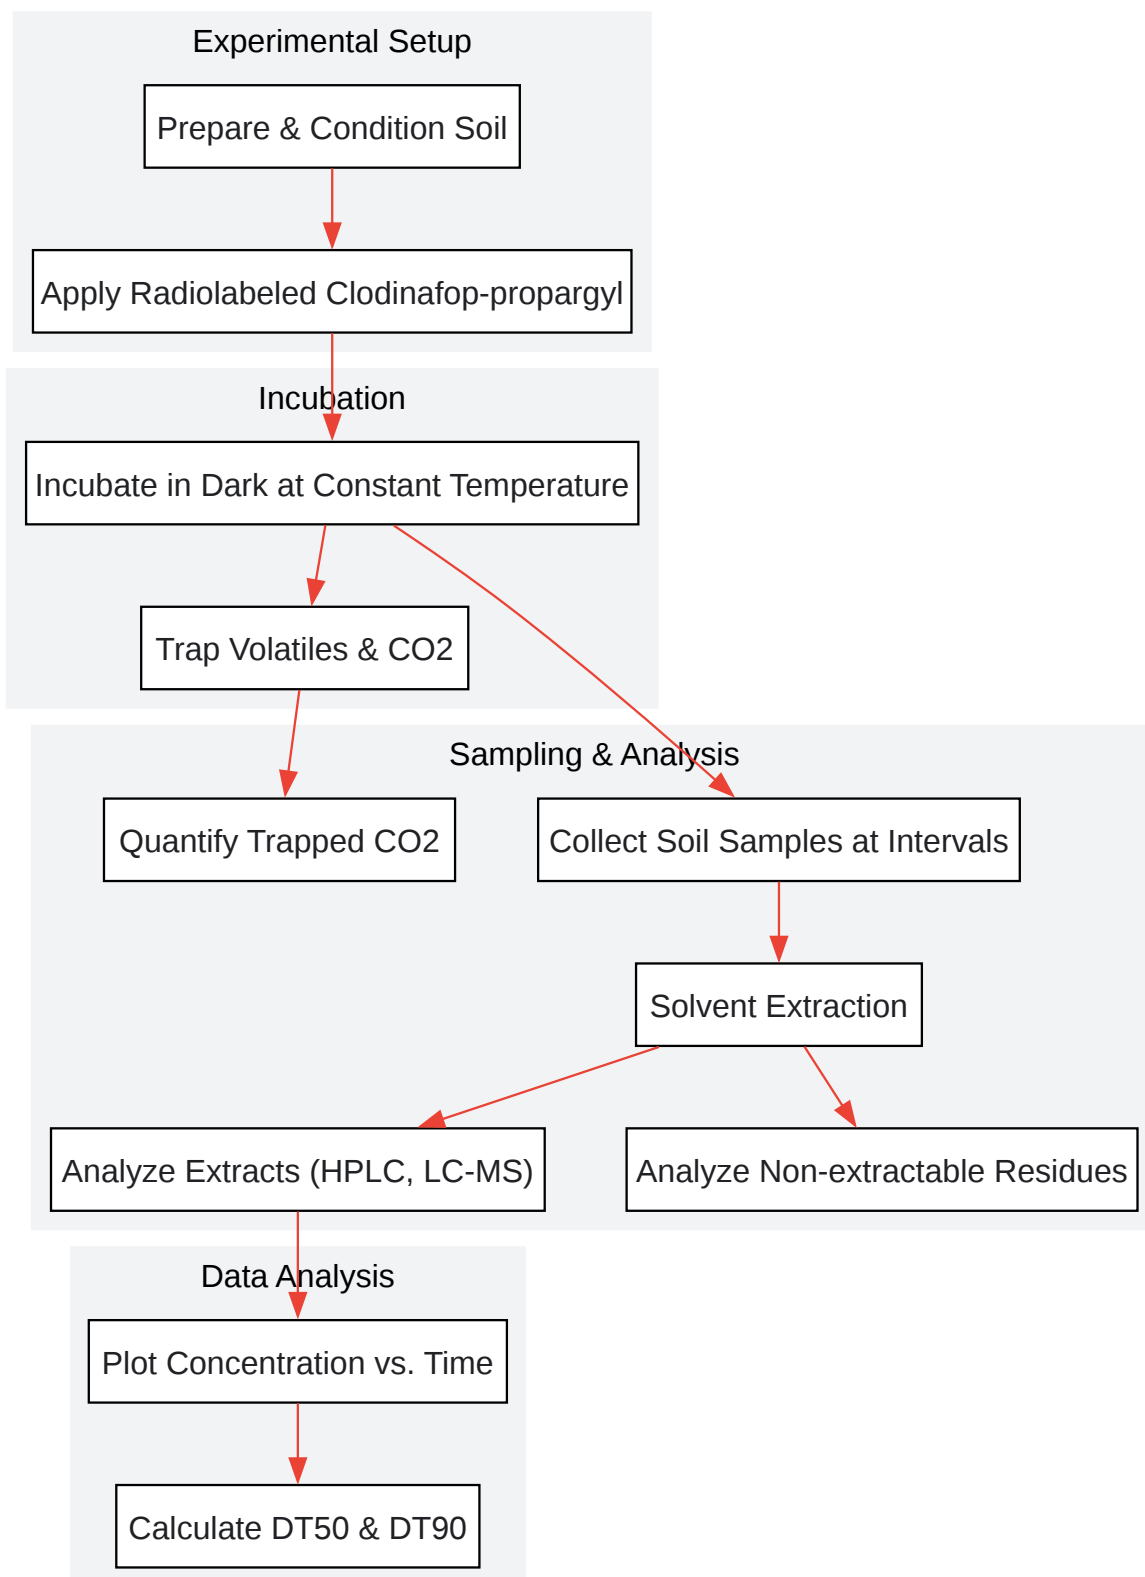 Experimental Setup
Prepare & Condition Soil
Apply Radiolabeled Clodinafop-propargyl
Incubation
Incubate in Dark at Constant Temperature
Trap Volatiles & CO2
Sampling & Analysis
Quantify Trapped CO2
Collect Soil Samples at Intervals
Solvent Extraction
Analyze Extracts (HPLC, LC-MS)
Analyze Non-extractable Residues
Data Analysis
Plot Concentration vs. Time
Calculate DT50 & DT90